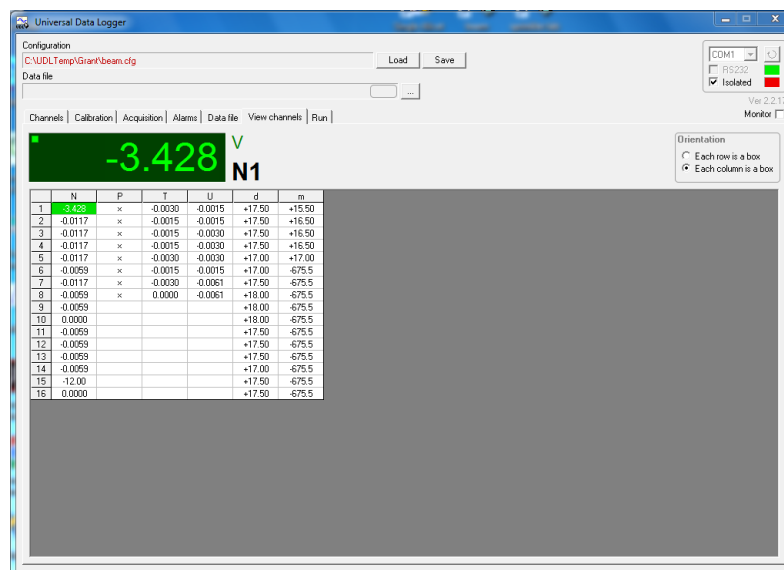 Universal Data Logger
Configuration
C:\UDLTemp\Grant\beam.cfg
Load
Save
COM1
RS232
Isolated
Data file
...
Ver 2.2.17
Monitor
Channels
Calibration
Acquisition
Alarms
Data file
View channels
Run
-3.428
V
N1
Orientation
Each row is a box
Each column is a box
N P T U d m
1 -3.428 × -0.0030 -0.0015 +17.50 +15.50
2 -0.0117 × -0.0015 -0.0015 +17.50 +16.50
3 -0.0117 × -0.0015 -0.0030 +17.50 +16.50
4 -0.0117 × -0.0015 -0.0030 +17.50 +16.50
5 -0.0117 × -0.0030 -0.0030 +17.00 +17.00
6 -0.0059 × -0.0015 -0.0015 +17.00 -675.5
7 -0.0117 × -0.0030 -0.0061 +17.50 -675.5
8 -0.0059 × 0.0000 -0.0061 +18.00 -675.5
9 -0.0059 +18.00 -675.5
10 0.0000 +18.00 -675.5
11 -0.0059 +17.50 -675.5
12 -0.0059 +17.50 -675.5
13 -0.0059 +17.50 -675.5
14 -0.0059 +17.00 -675.5
15 -12.00 +17.50 -675.5
16 0.0000 +17.50 -675.5